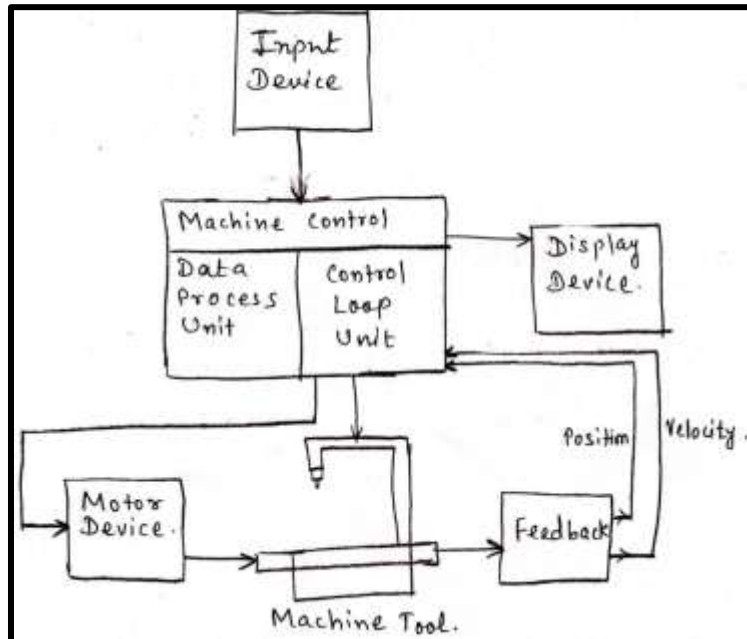 Input
Device
Machine Control
Data
Process
Unit
Control
Loop
Unit
Display
Device.
Position
Velocity.
Motor
Device.
Feedback
Machine Tool.